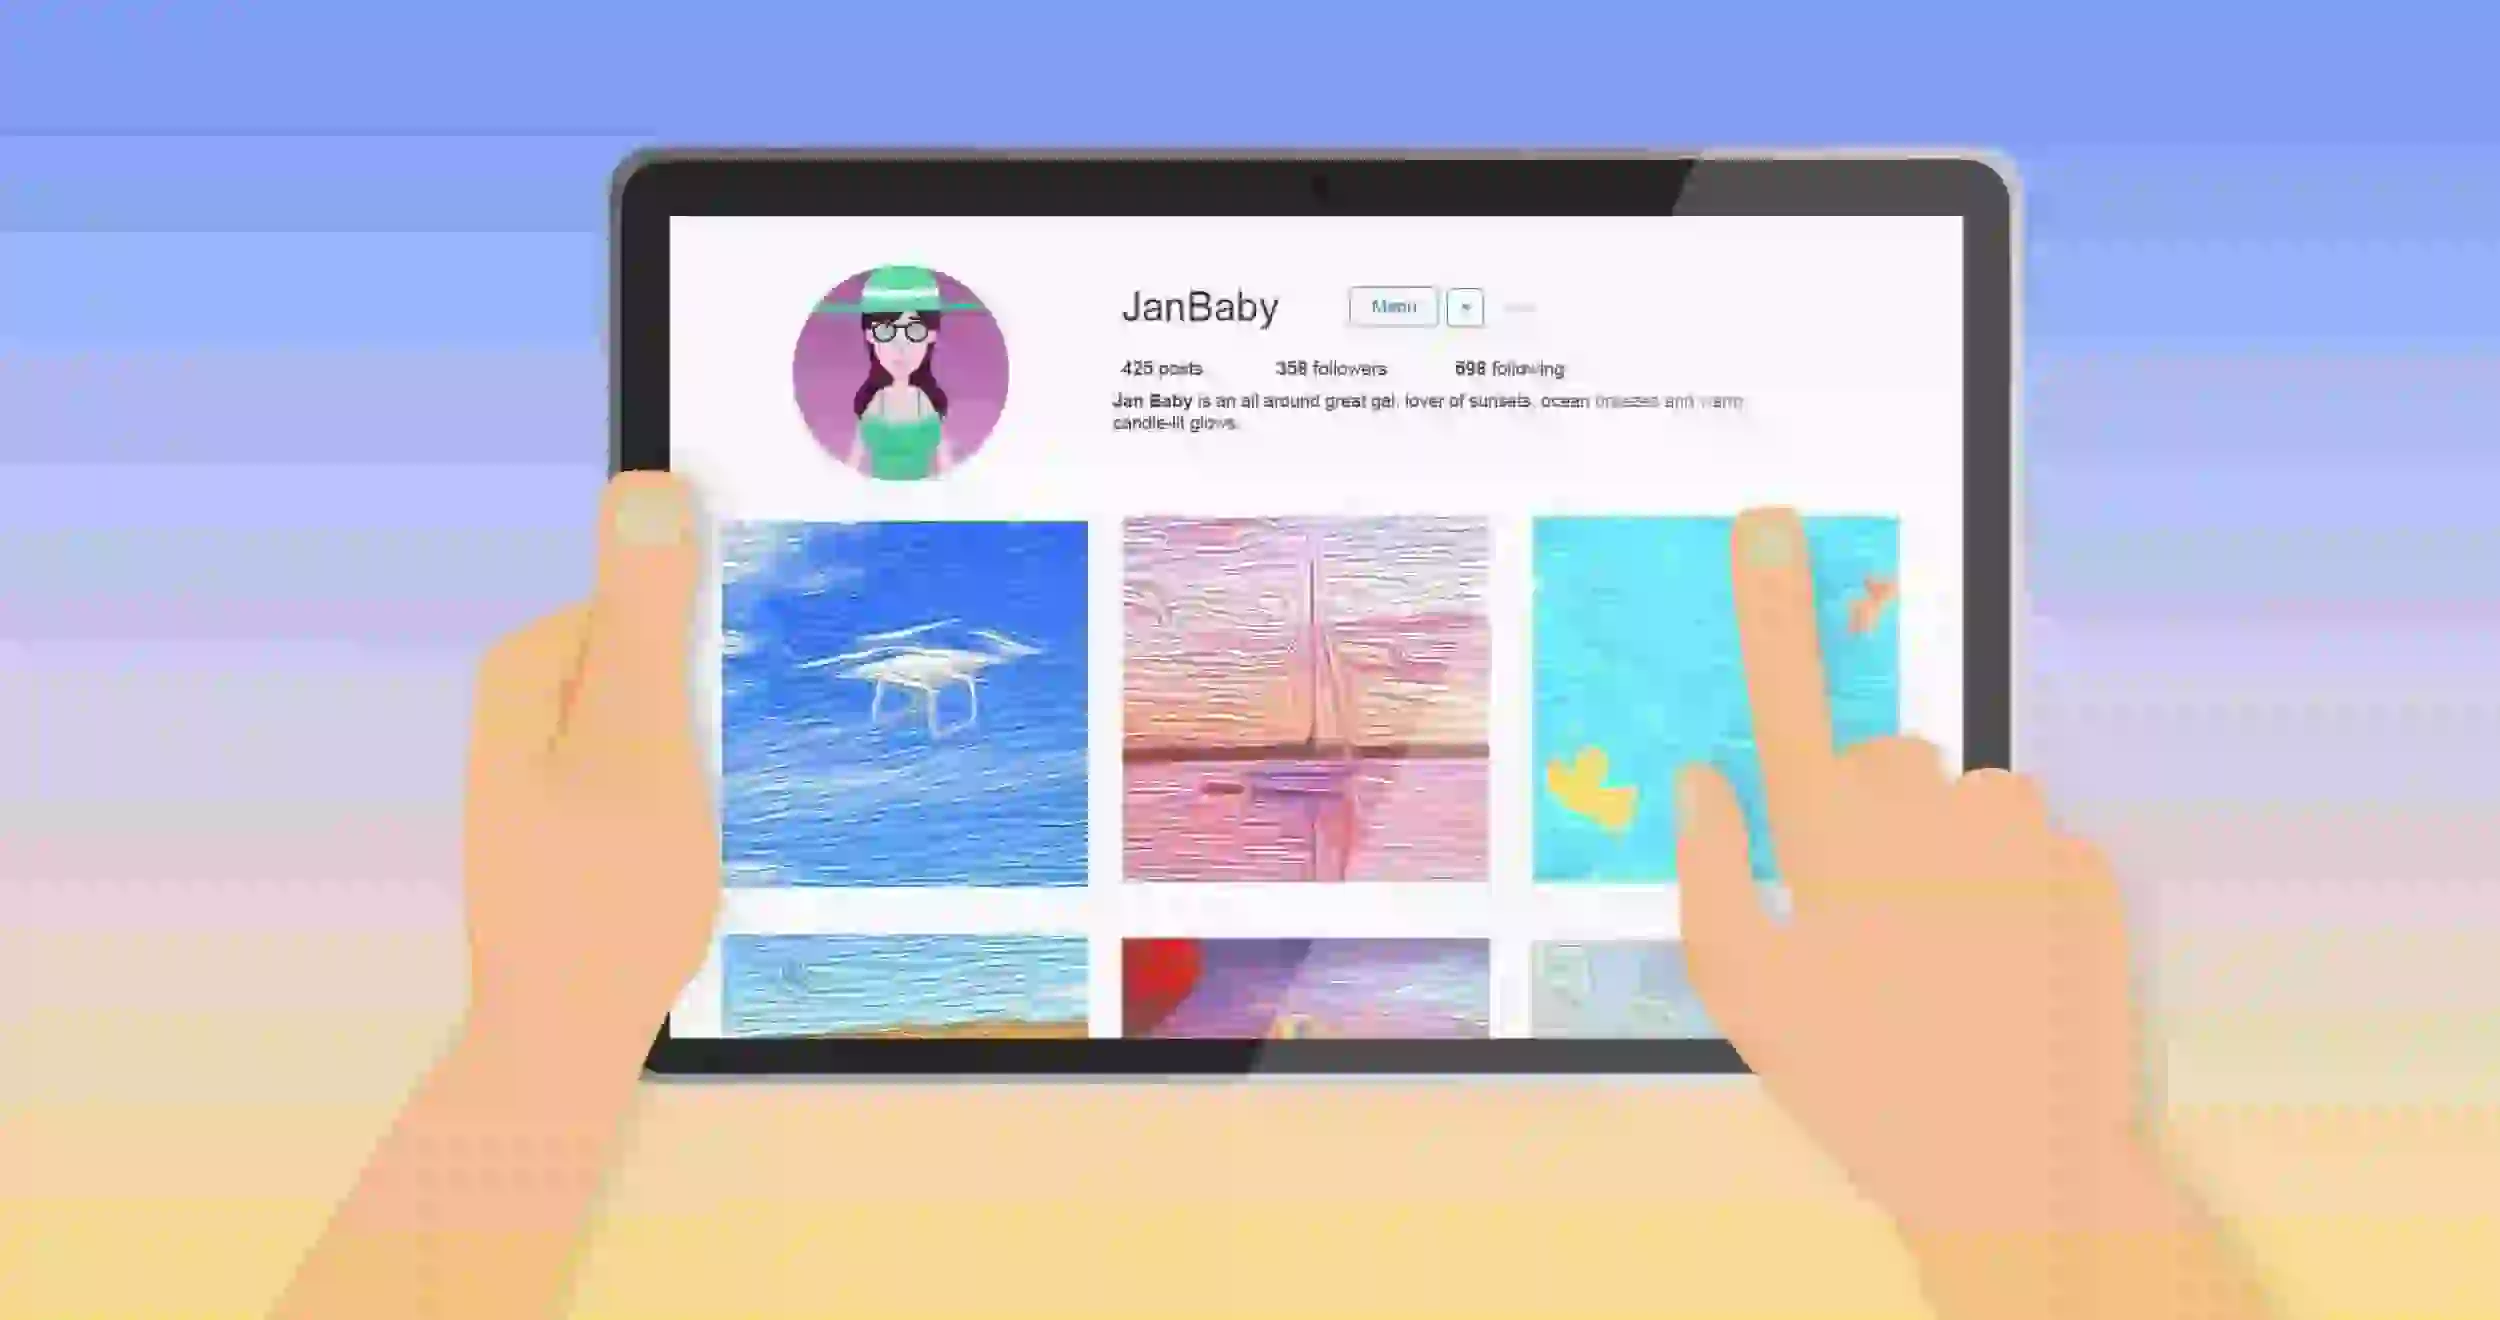 JanBaby
Menu
425 posts 358 followers 698 following
Jan Baby is an all around great gal, lover of sunsets, ocean breezes and warm
candle-lit glows.